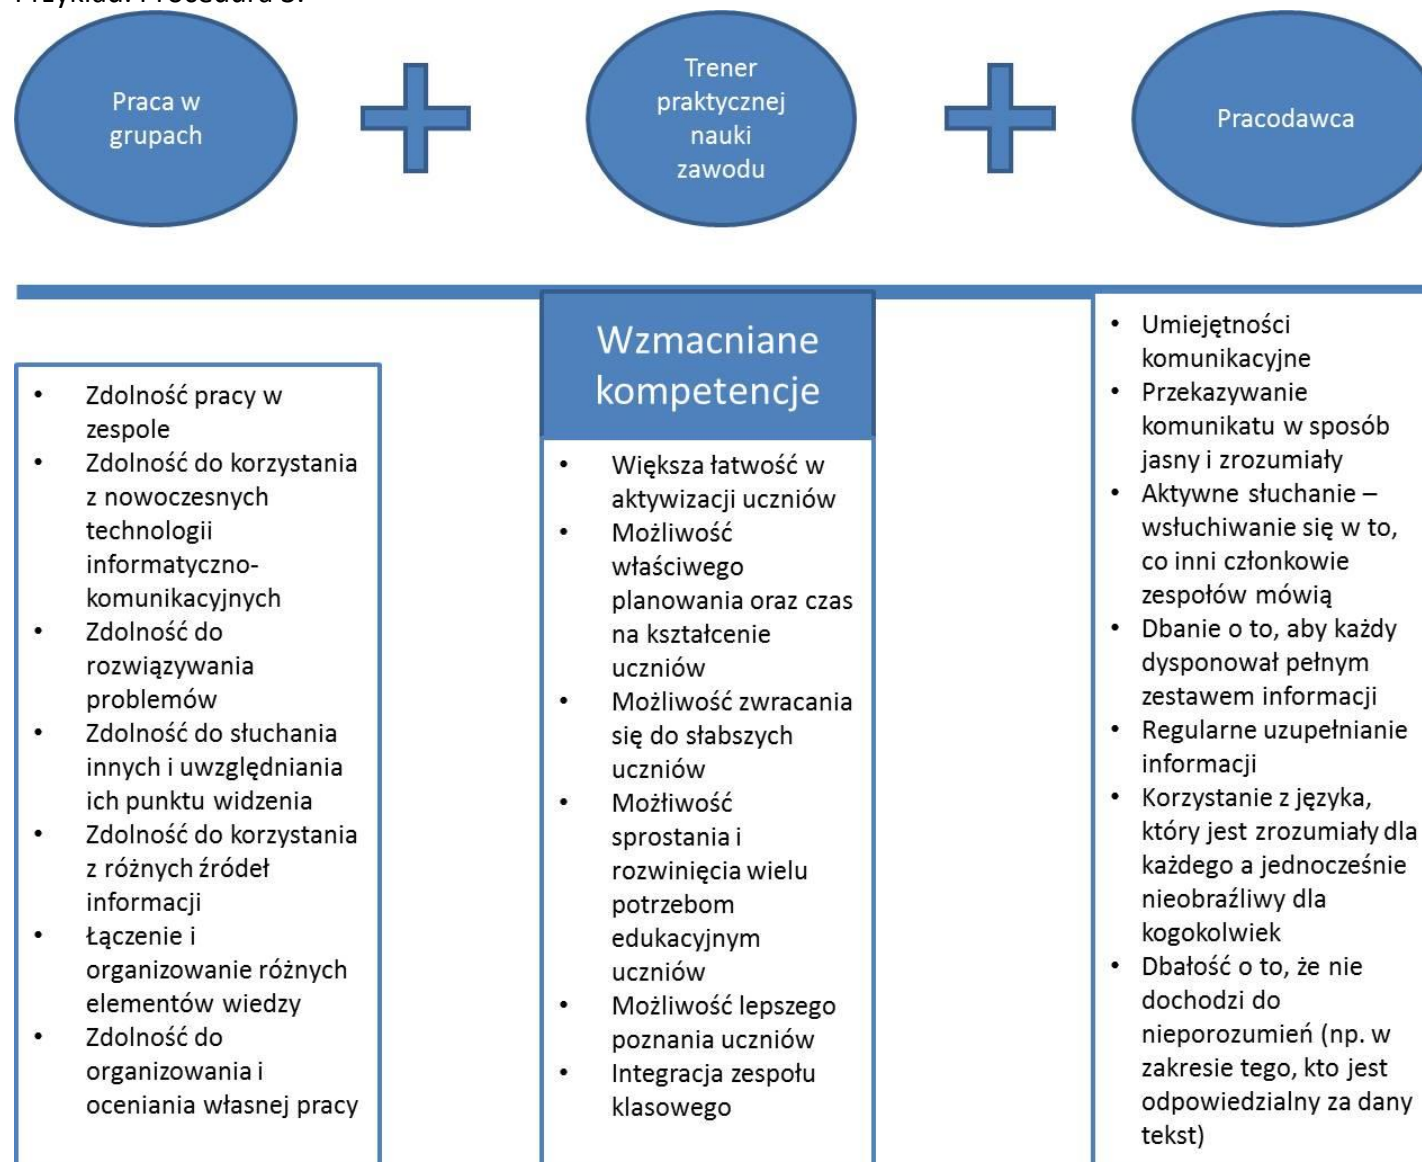 Praca w
grupach
Trener
praktycznej
nauki
zawodu
Pracodawca
Wzmacniane
kompetencje
• Zdolność pracy w
zespole
• Zdolność do korzystania
z nowoczesnych
technologii
informatyczno-
komunikacyjnych
• Zdolność do
rozwiązywania
problemów
• Zdolność do słuchania
innych i uwzględniania
ich punktu widzenia
• Zdolność do korzystania
z różnych źródeł
informacji
• Łączenie i
organizowanie różnych
elementów wiedzy
• Zdolność do
organizowania i
oceniania własnej pracy
• Większa łatwość w
aktywizacji uczniów
• Możliwość
właściwego
planowania oraz czas
na kształcenie
uczniów
• Możliwość zwracania
się do słabszych
uczniów
• Możłiwość
sprostania i
rozwinięcia wielu
potrzebom
edukacyjnym
uczniów
• Możliwość lepszego
poznania uczniów
• Integracja zespołu
klasowego
• Umiejętności
komunikacyjne
• Przekazywanie
komunikatu w sposób
jasny i zrozumiały
• Aktywne słuchanie –
wsłuchiwanie się w to,
co inni członkowie
zespołów mówią
• Dbanie o to, aby każdy
dysponował pełnym
zestawem informacji
• Regularne uzupełnianie
informacji
• Korzystanie z języka,
który jest zrozumiały dla
każdego a jednocześnie
nieobraźliwy dla
kogokolwiek
• Dbałość o to, że nie
dochodzi do
nieporozumień (np. w
zakresie tego, kto jest
odpowiedzialny za dany
tekst)